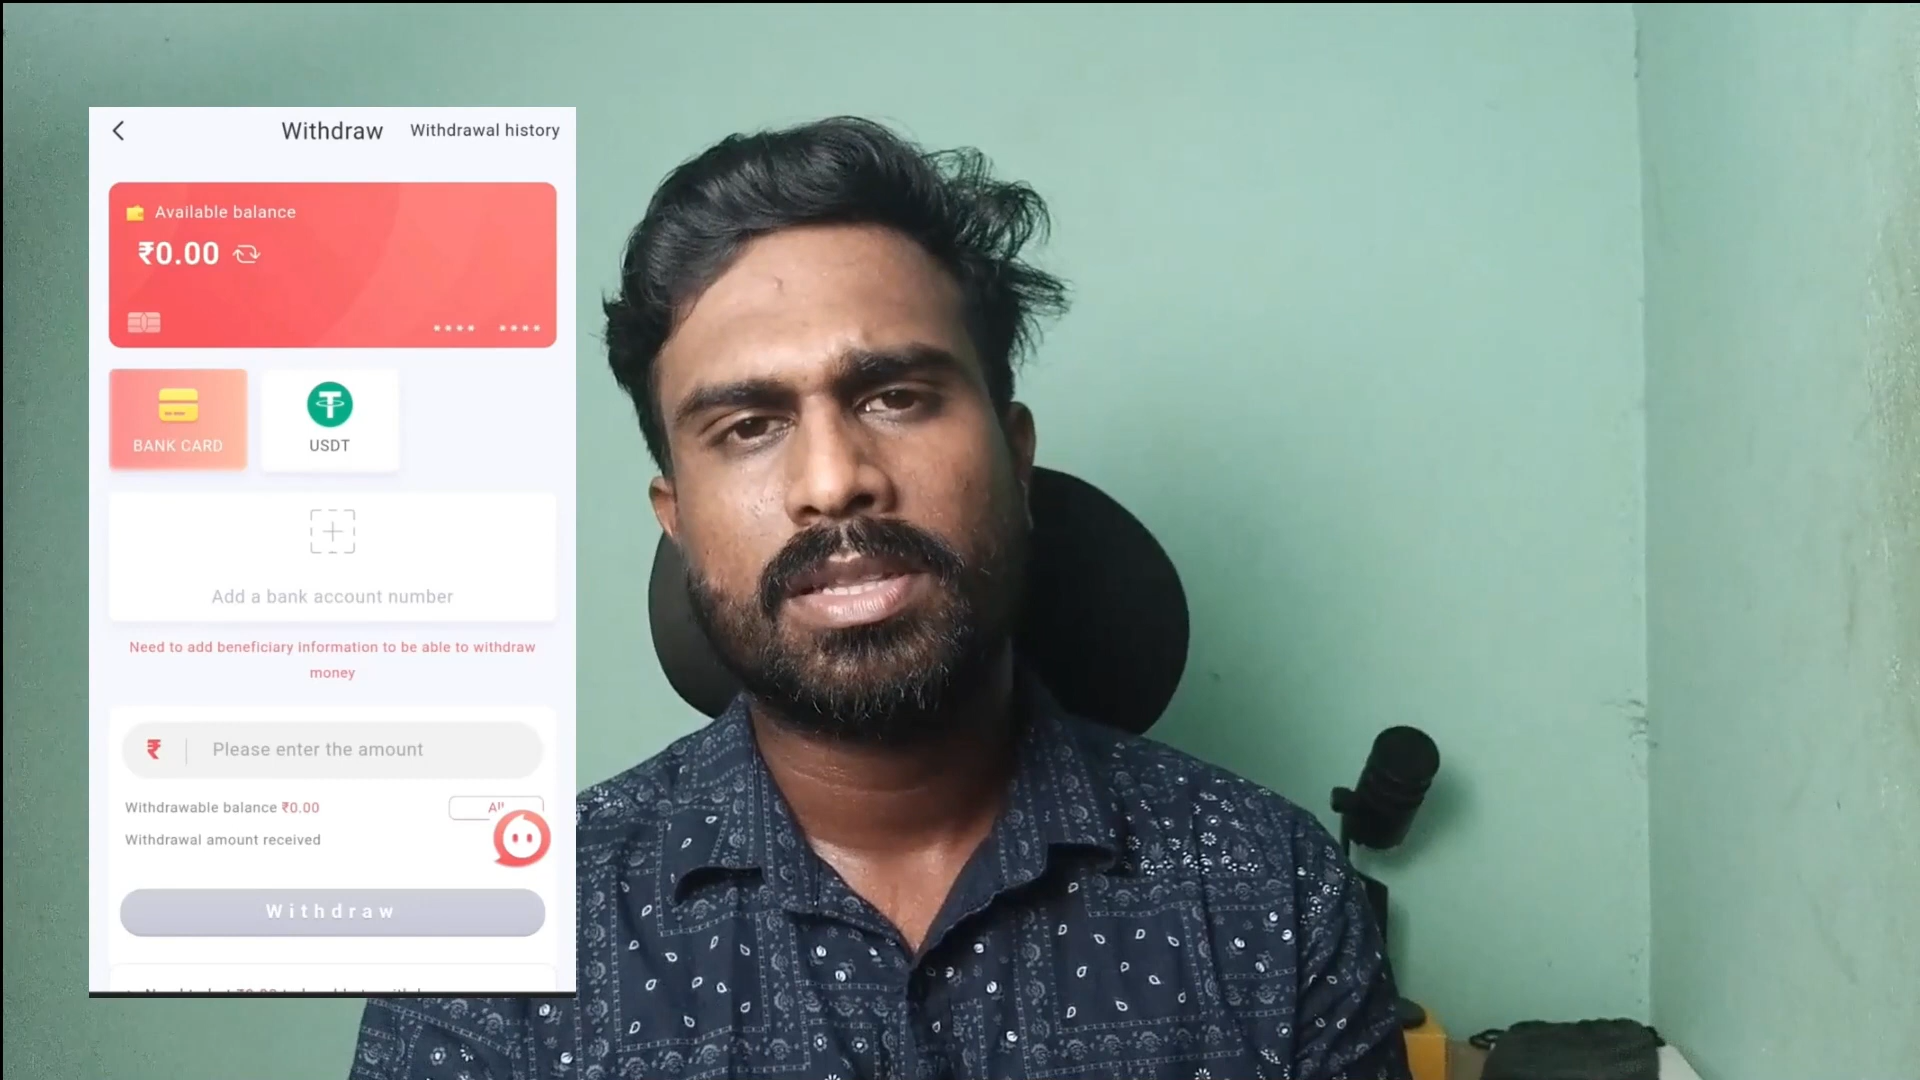 Withdraw
Withdrawal history
Available balance
₹0.00
BANK CARD
USDT
Add a bank account number
Need to add beneficiary information to be able to withdraw
money
₹
Please enter the amount
Withdrawable balance ₹0.00
All
Withdrawal amount received
Withdraw